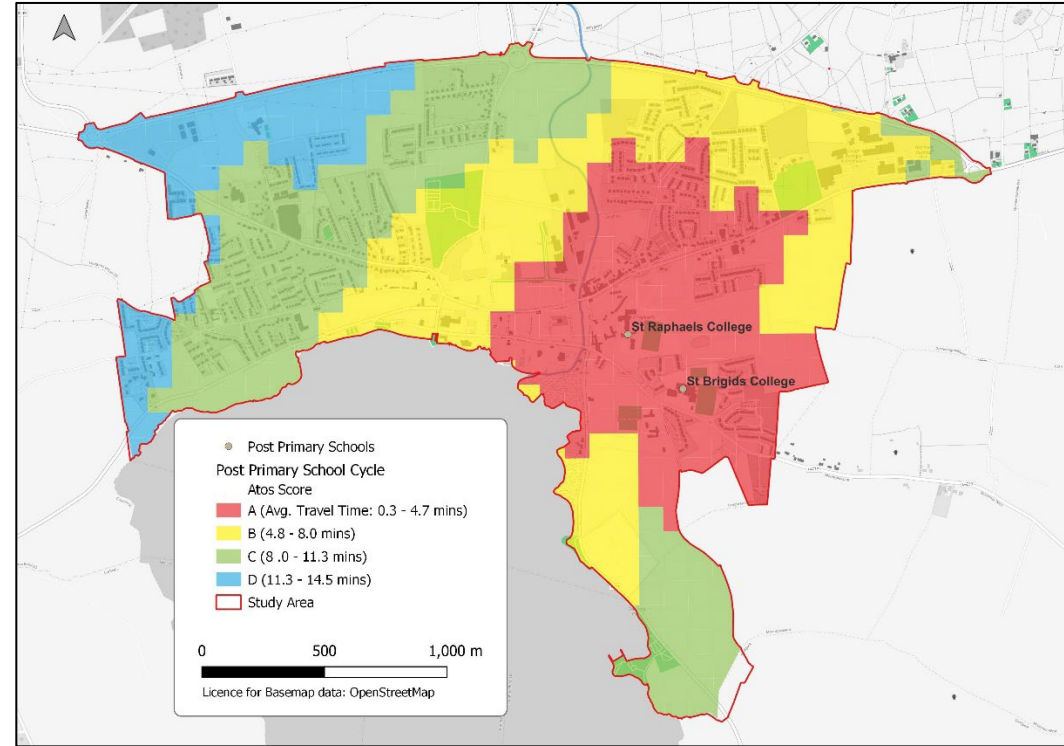 St Raphaels College
St Brigids College
Post Primary Schools
Post Primary School Cycle
Atos Score
A (Avg. Travel Time: 0.3 - 4.7 mins)
B (4.8 - 8.0 mins)
C (8 .0 - 11.3 mins)
D (11.3 - 14.5 mins)
Study Area
0 500 1,000 m
Licence for Basemap data: OpenStreetMap